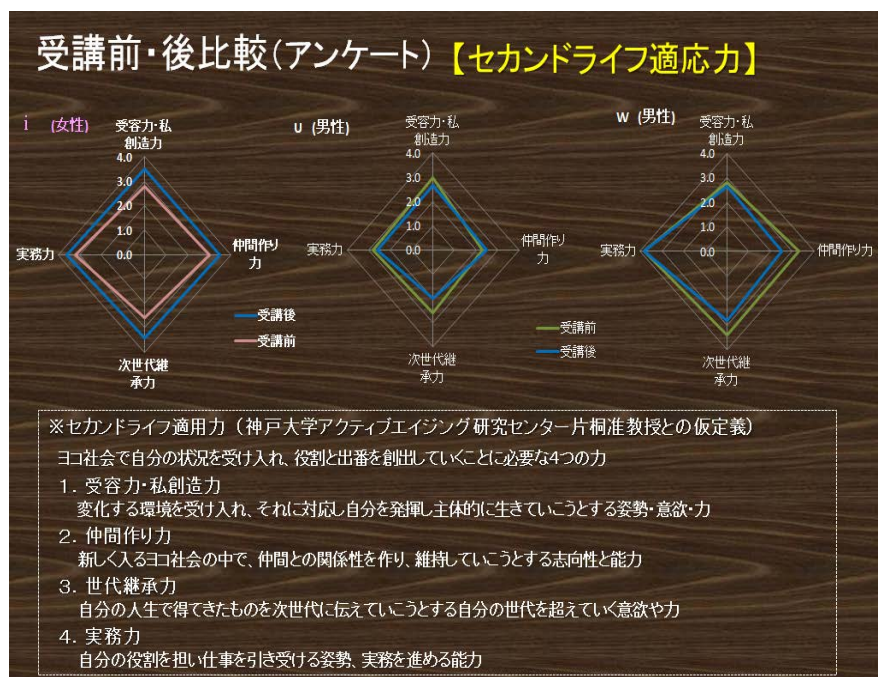 受講前・後比較(アンケート)【セカンドライフ適応力】
i (女性)
受容力・私
創造力
4.0
3.0
2.0
1.0
0.0
実務力
仲間作り
力
次世代継
承力
受講後
受講前
U (男性)
受容力・私
創造力
4.0
3.0
2.0
1.0
0.0
実務力
仲間作り
力
次世代継
承力
受講前
受講後
W (男性)
受容力・私
創造力
4.0
3.0
2.0
1.0
0.0
実務力
仲間作り力
次世代継
承力
※セカンドライフ適用力(神戸大学アクティブエイジング研究センター片桐准教授との仮定義)
ヨコ社会で自分の状況を受け入れ、役割と出番を創出していくことに必要な4つの力
1. 受容力・私創造力
変化する環境を受け入れ、それに対応し自分を発揮し主体的に生きていこうとする姿勢・意欲・力
2. 仲間作り力
新しく入るヨコ社会の中で、仲間との関係性を作り、維持していこうとする志向性と能力
3. 世代継承力
自分の人生で得てきたものを次世代に伝えていこうとする自分の世代を超えていく意欲や力
4. 実務力
自分の役割を担い仕事を引き受ける姿勢、実務を進める能力